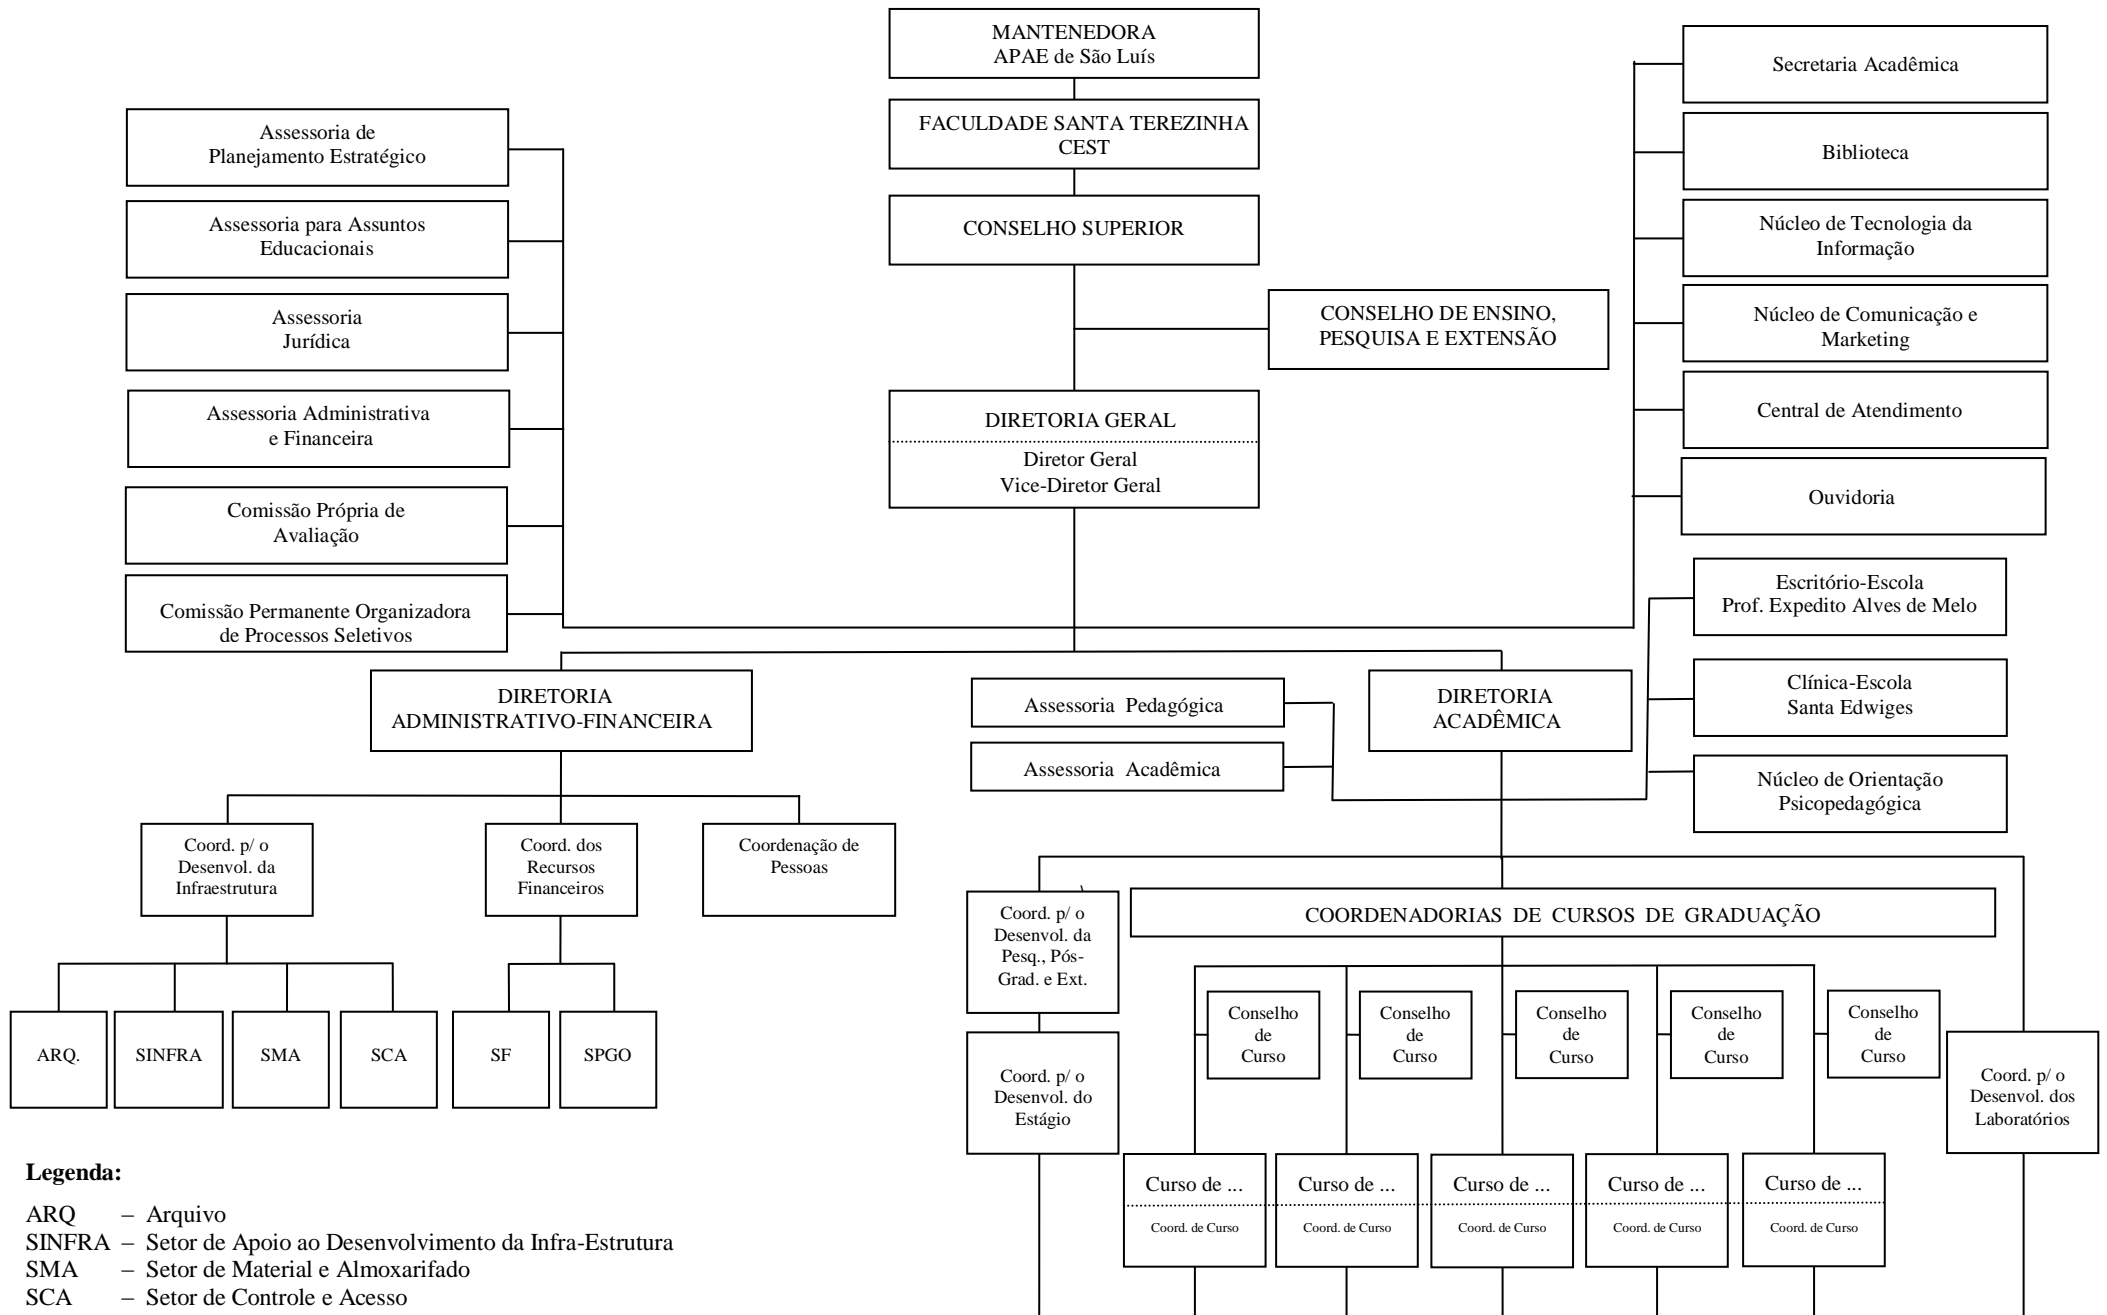 MANTENEDORA
APAE de São Luís
FACULDADE SANTA TEREZINHA
CEST
CONSELHO SUPERIOR
CONSELHO DE ENSINO,
PESQUISA E EXTENSÃO
DIRETORIA GERAL
Diretor Geral
Vice-Diretor Geral
Assessoria de
Planejamento Estratégico
Assessoria para Assuntos
Educacionais
Assessoria
Jurídica
Assessoria Administrativa
e Financeira
Comissão Própria de
Avaliação
Comissão Permanente Organizadora
de Processos Seletivos
Secretaria Acadêmica
Biblioteca
Núcleo de Tecnologia da
Informação
Núcleo de Comunicação e
Marketing
Central de Atendimento
Ouvidoria
Escritório-Escola
Prof. Expedito Alves de Melo
Clínica-Escola
Santa Edwiges
Núcleo de Orientação
Psicopedagógica
DIRETORIA
ADMINISTRATIVO-FINANCEIRA
Assessoria Pedagógica
Assessoria Acadêmica
DIRETORIA
ACADÊMICA
Coord. p/ o
Desenvol. da
Infraestrutura
Coord. dos
Recursos
Financeiros
Coordenação de
Pessoas
ARQ.
SINFRA
SMA
SCA
SF
SPGO
Coord. p/ o
Desenvol. da
Pesq., Pós-
Grad. e Ext.
Coord. p/ o
Desenvol. do
Estágio
COORDENADORIAS DE CURSOS DE GRADUAÇÃO
Conselho
de
Curso
Conselho
de
Curso
Conselho
de
Curso
Conselho
de
Curso
Conselho
de
Curso
Coord. p/ o
Desenvol. dos
Laboratórios
Curso de ...
Coord. de Curso
Curso de ...
Coord. de Curso
Curso de ...
Coord. de Curso
Curso de ...
Coord. de Curso
Curso de ...
Coord. de Curso
Legenda:
ARQ – Arquivo
SINFRA – Setor de Apoio ao Desenvolvimento da Infra-Estrutura
SMA – Setor de Material e Almoxarifado
SCA – Setor de Controle e Acesso